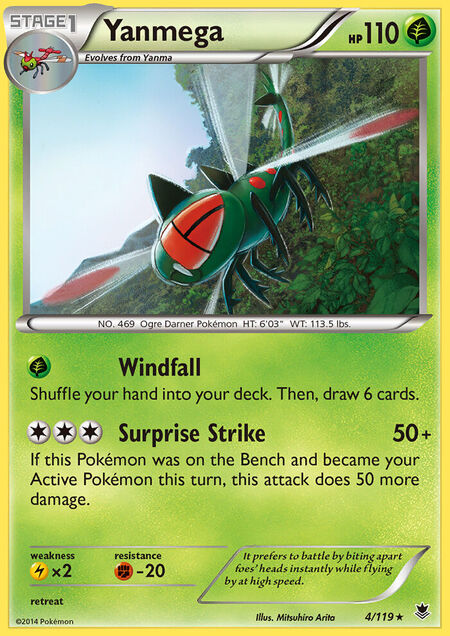 STAGE1
Yanmega
HP110
Evolves from Yanma
NO. 469 Ogre Darner Pokémon HT: 6'03" WT: 113.5 lbs.
Windfall
Shuffle your hand into your deck. Then, draw 6 cards.
Surprise Strike 50+
If this Pokémon was on the Bench and became your
Active Pokémon this turn, this attack does 50 more
damage.
weakness
×2
resistance
-20
retreat
It prefers to battle by biting apart
foes' heads instantly while flying
by at high speed.
©2014 Pokémon
Illus. Mitsuhiro Arita
4/119★